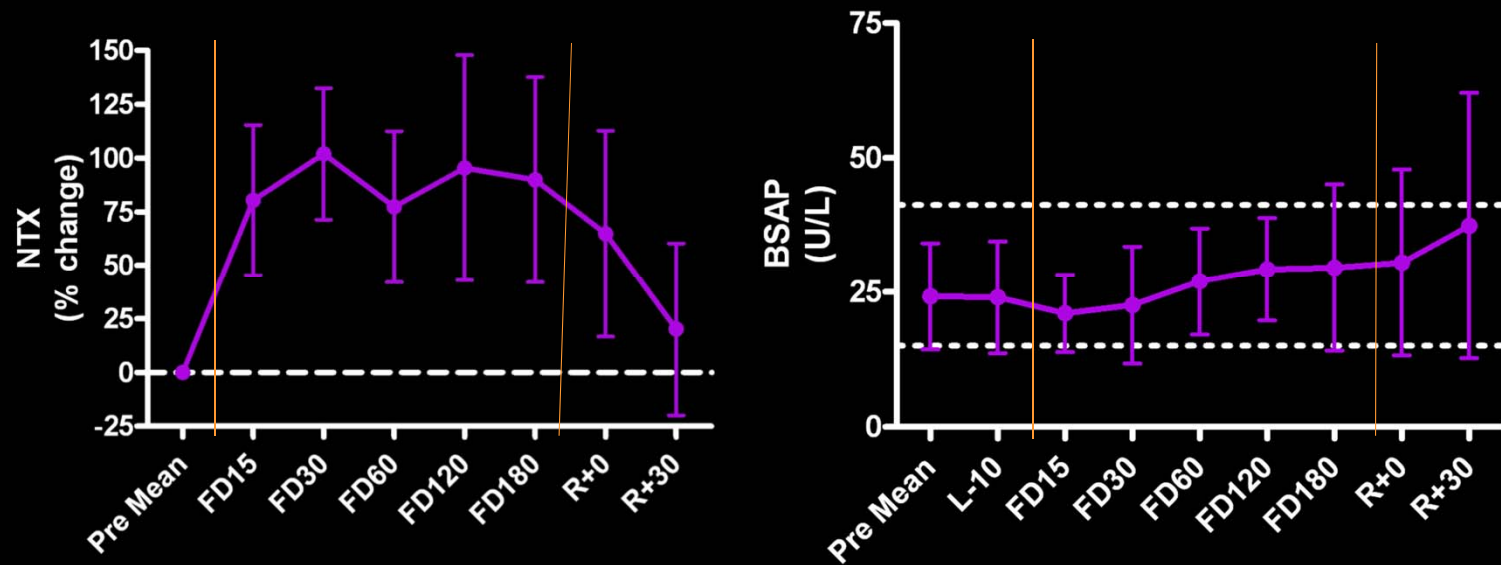 NTX
(% change)
150
125
100
75
50
25
0
-25
Pre Mean
FD15
FD30
FD60
FD120
FD180
R+0
R+30
BSAP
(U/L)
75
50
25
0
Pre Mean
L-10
FD15
FD30
FD60
FD120
FD180
R+0
R+30